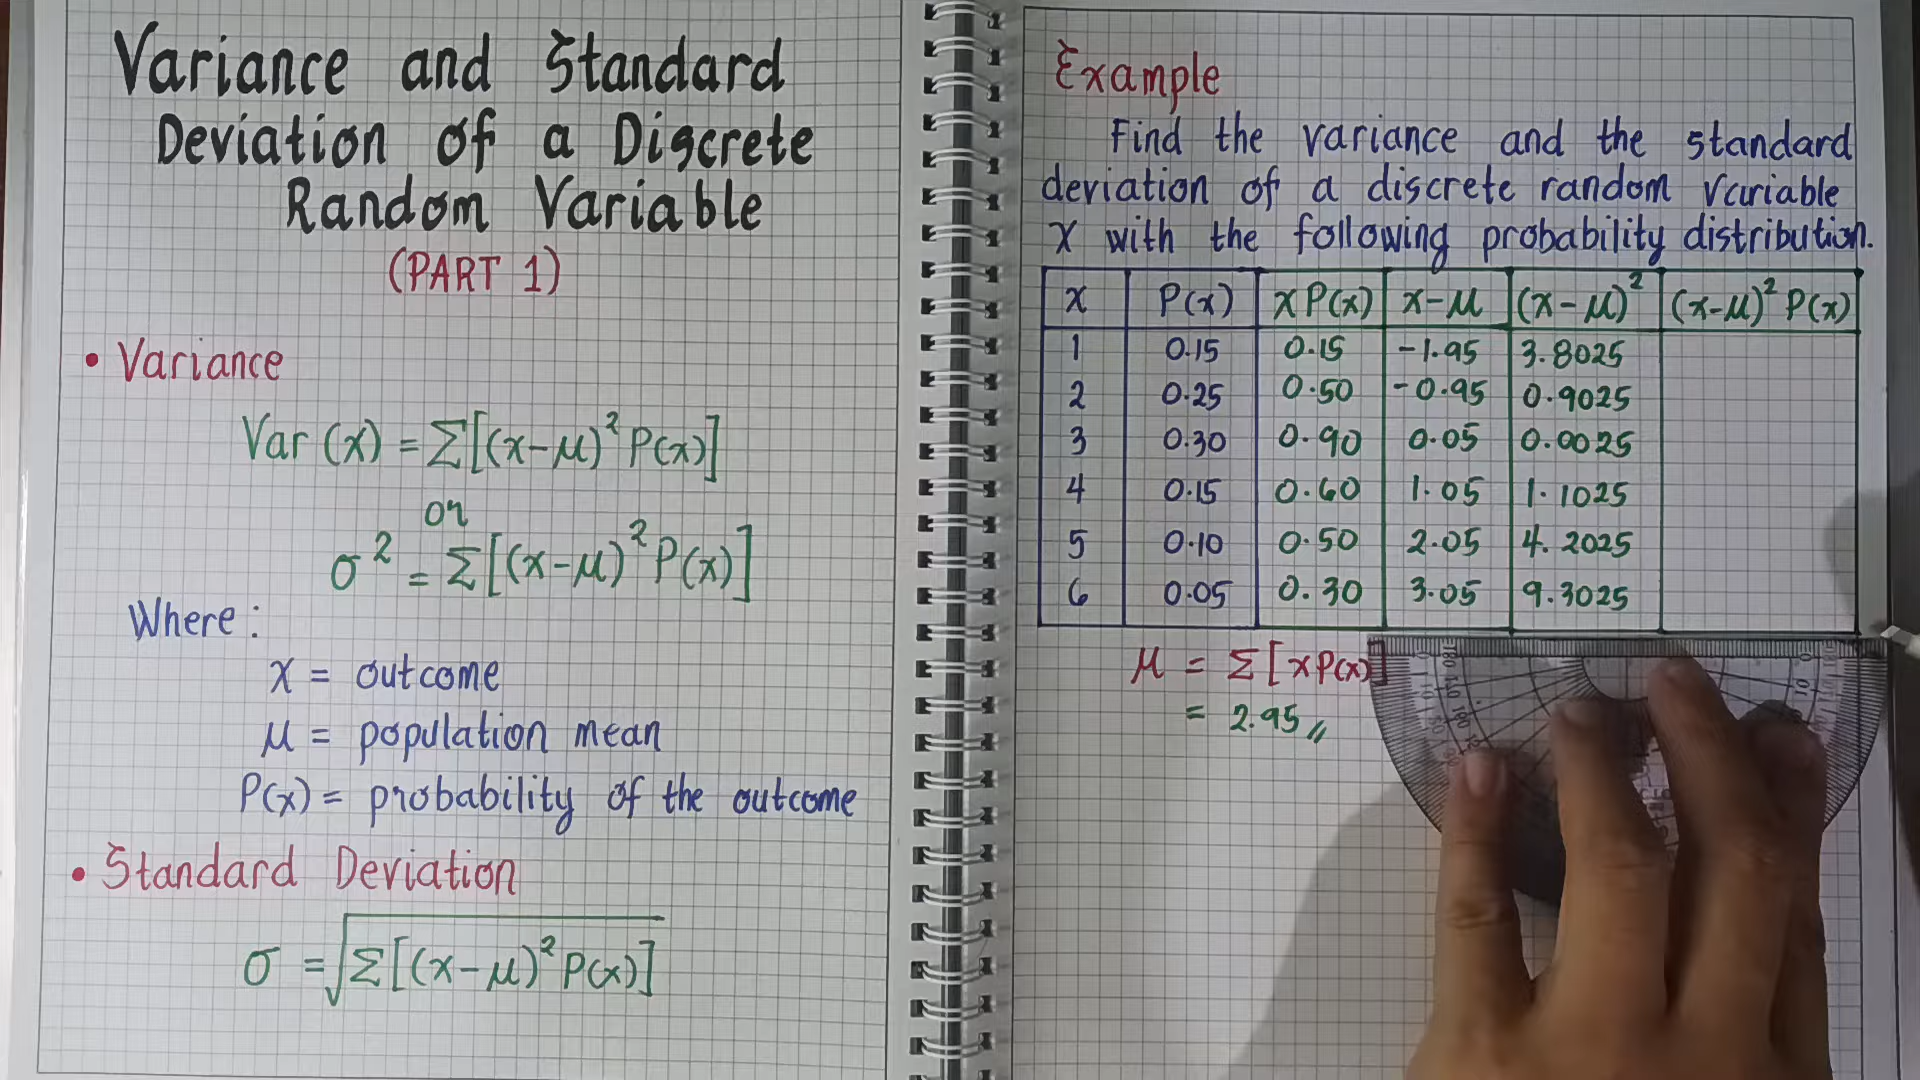 Variance and Standard
Deviation of a Discrete
Random Variable
(PART 1)
• Variance
Var (x) = Σ[(x-μ)² P(x)]
or
σ² = Σ[(x-μ)² P(x)]
Where:
x = outcome
μ = population mean
P(x) = probability of the outcome
• Standard Deviation
σ = √Σ[(x-μ)² P(x)]
Example
Find the variance and the standard
deviation of a discrete random variable
X with the following probability distribution.
x P(x) x P(x) x-μ (x-μ)² (x-μ)² P(x)
1 0.15 0.15 -1.95 3.8025
2 0.25 0.50 -0.95 0.9025
3 0.30 0.90 0.05 0.0025
4 0.15 0.60 1.05 1.1025
5 0.10 0.50 2.05 4.2025
6 0.05 0.30 3.05 9.3025
μ = Σ[xP(x)]
= 2.95